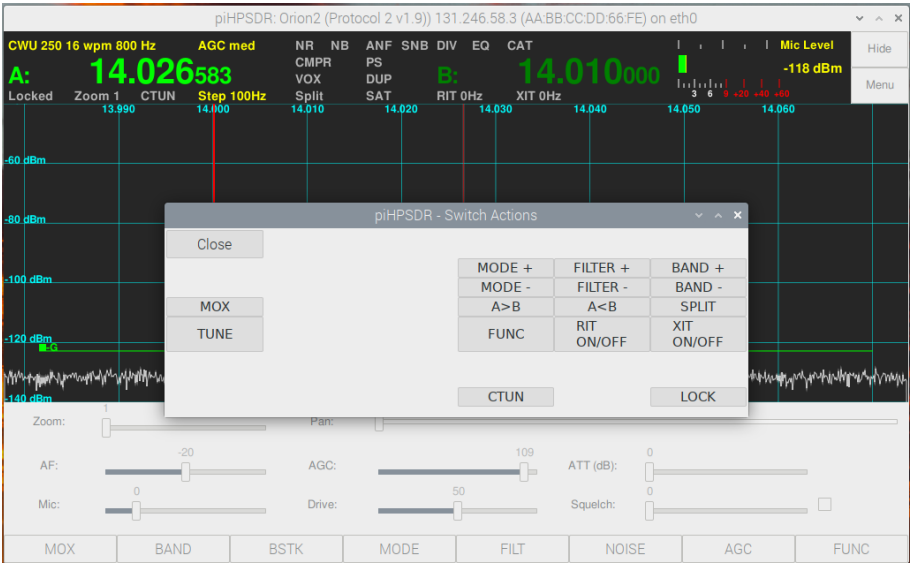 piHPSDR: Orion2 (Protocol 2 v1.9)) 131.246.58.3 (AA:BB:CC:DD:66:FE) on eth0
CWU 250 16 wpm 800 Hz AGC med NR NB ANF SNB DIV EQ CAT Mic Level Hide
CMPR PS
A: 14.026583 VOX DUP B: 14.010000 -118 dBm
Locked Zoom 1 CTUN Step 100Hz Split SAT RIT 0Hz XIT 0Hz 3 6 9 +20 +40 +60 Menu
13.990 14.000 14.010 14.020 14.030 14.040 14.050 14.060
-60 dBm
-80 dBm
piHPSDR - Switch Actions
Close
MODE + FILTER + BAND +
-100 dBm
MODE - FILTER - BAND -
MOX A>B A<B SPLIT
TUNE FUNC RIT ON/OFF XIT ON/OFF
-120 dBm
-G
CTUN LOCK
-140 dBm
Zoom: 1 Pan:
AF: -20 AGC: 109 ATT (dB): 0
Mic: 0 Drive: 50 Squelch: 0
MOX BAND BSTK MODE FILT NOISE AGC FUNC